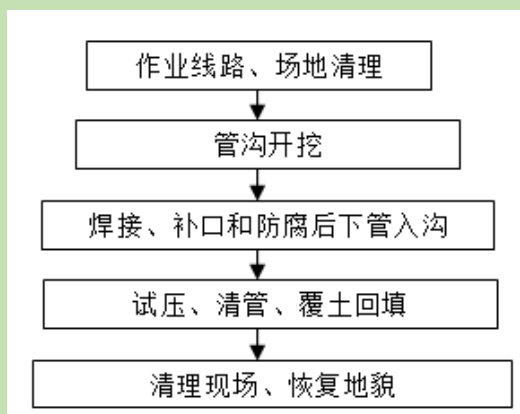 作业线路、场地清理
管沟开挖
焊接、补口和防腐后下管入沟
试压、清管、覆土回填
清理现场、恢复地貌